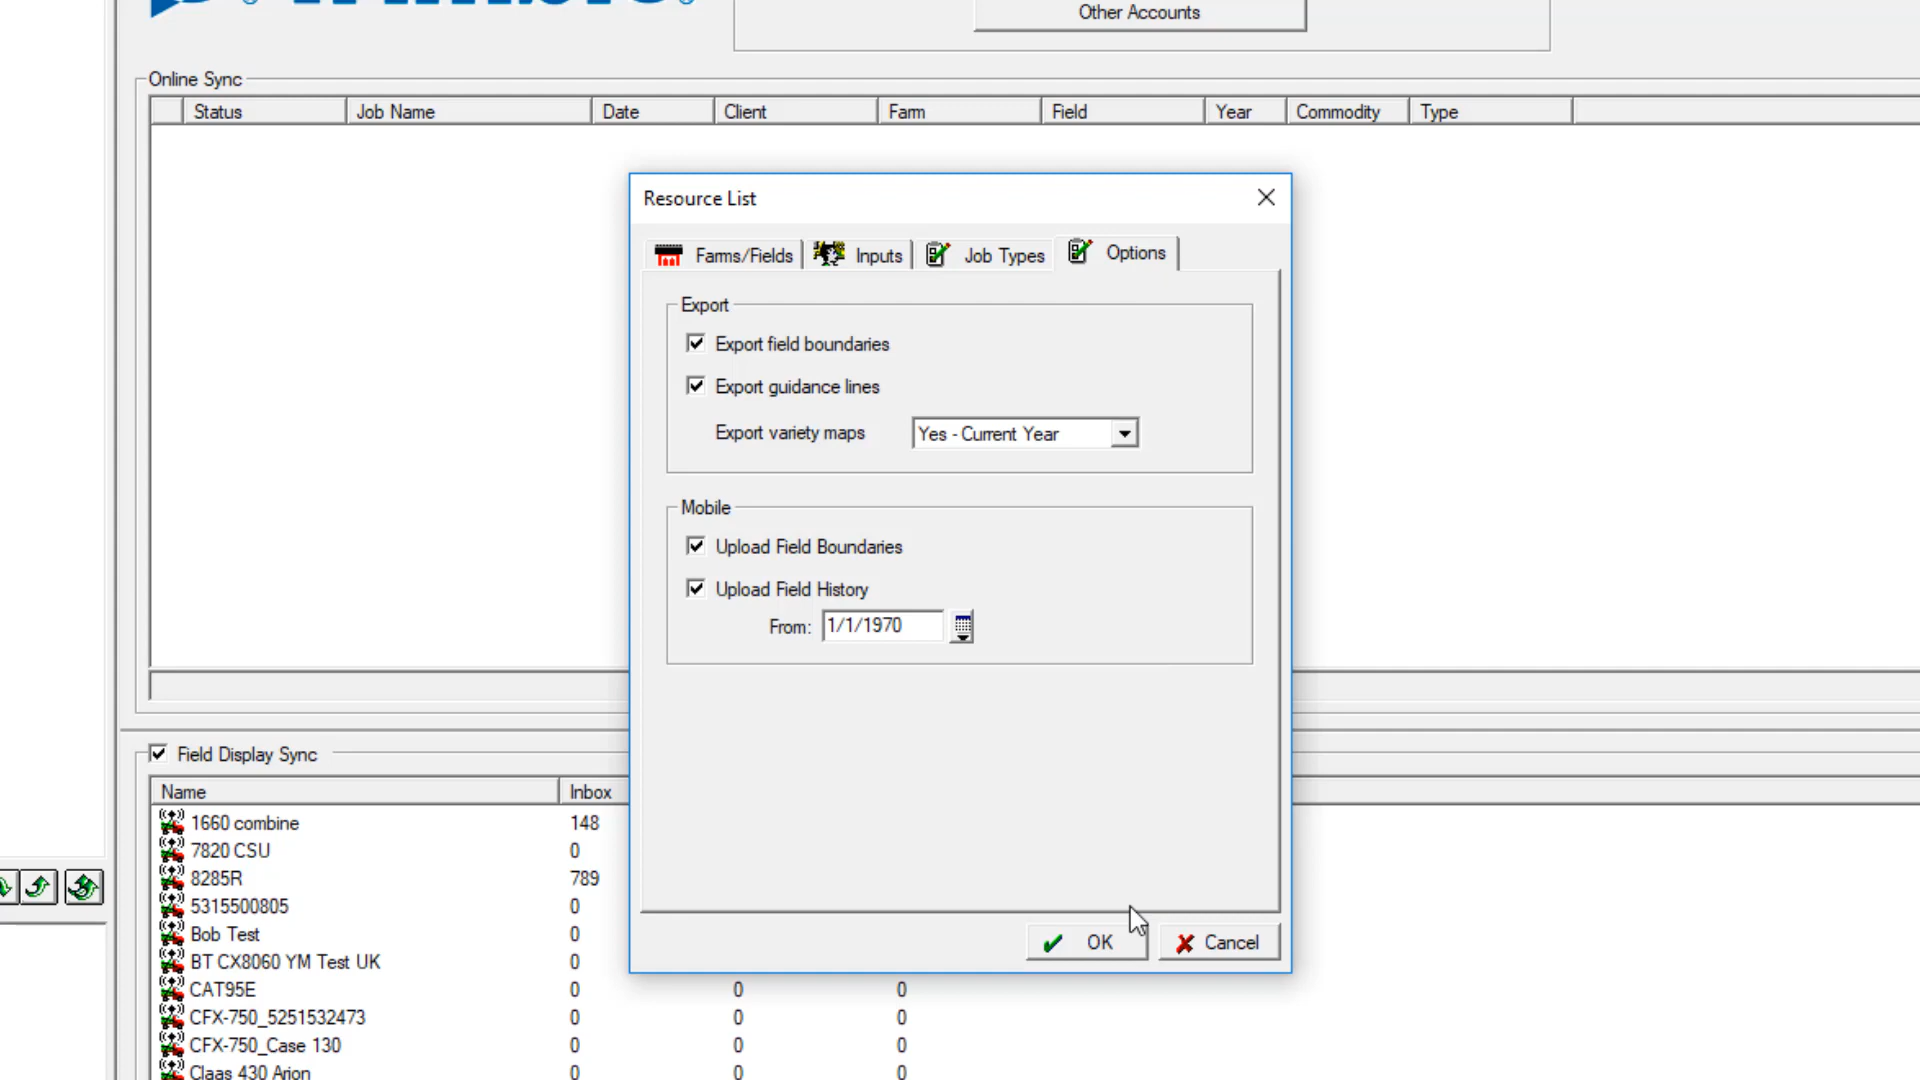 Other Accounts
Online Sync
Status Job Name Date Client Farm Field Year Commodity Type
Resource List
Farms/Fields Inputs Job Types Options
Export
Export field boundaries
Export guidance lines
Export variety maps Yes - Current Year
Mobile
Upload Field Boundaries
Upload Field History
From: 1/1/1970
OK Cancel
Field Display Sync
Name Inbox
1660 combine 148
7820 CSU 0
8285R 789
5315500805 0
Bob Test 0
BT CX8060 YM Test UK 0
CAT95E 0 0 0
CFX-750_5251532473 0 0 0
CFX-750_Case 130 0 0 0
Claas 430 Arion 0 0 0